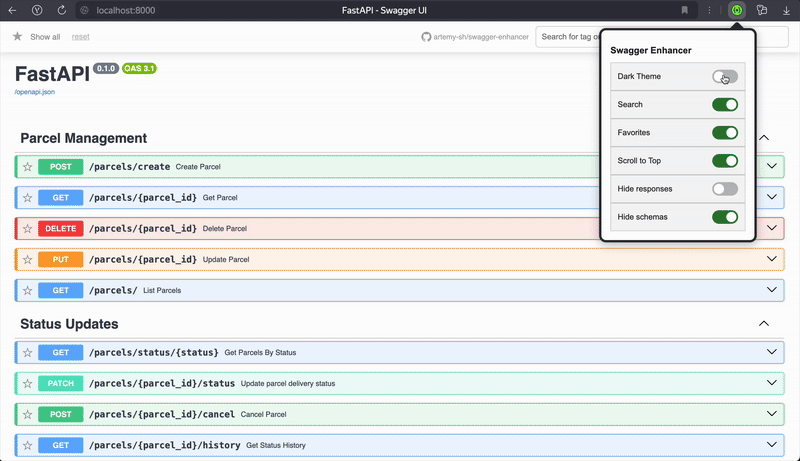 localhost:8000
FastAPI - Swagger UI
Show all reset
artemy-sh/swagger-enhancer
Search for tag or
FastAPI 0.1.0 OAS 3.1
/openapi.json
Swagger Enhancer
Dark Theme
Search
Favorites
Scroll to Top
Hide responses
Hide schemas
Parcel Management
POST /parcels/create Create Parcel
GET /parcels/{parcel_id} Get Parcel
DELETE /parcels/{parcel_id} Delete Parcel
PUT /parcels/{parcel_id} Update Parcel
GET /parcels/ List Parcels
Status Updates
GET /parcels/status/{status} Get Parcels By Status
PATCH /parcels/{parcel_id}/status Update parcel delivery status
POST /parcels/{parcel_id}/cancel Cancel Parcel
GET /parcels/{parcel_id}/history Get Status History